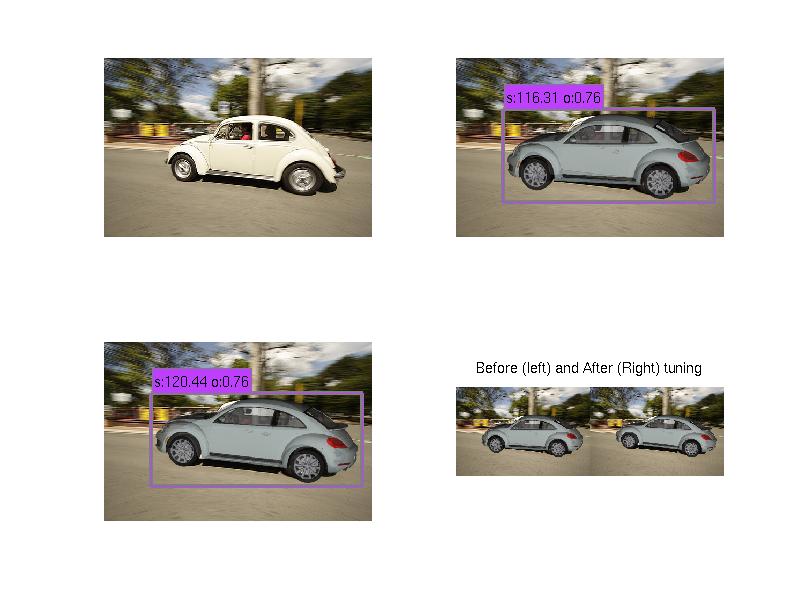 s:116.31 o:0.76
s:120.44 o:0.76
Before (left) and After (Right) tuning